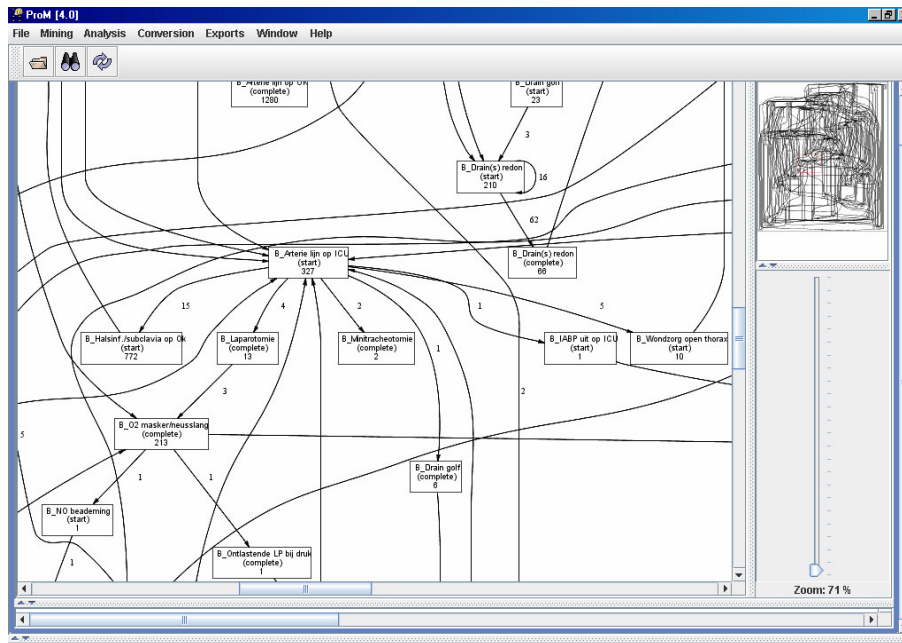 ProM [4.0]
File Mining Analysis Conversion Exports Window Help
B_Arterie lijn op OK
(complete)
1280
B_Drain golf
(start)
23
3
B_Drain(s) redon
(start)
210
16
62
B_Arterie lijn op ICU
(start)
327
B_Drain(s) redon
(complete)
66
15
4
2
1
5
B_Halsinf./subclavia op Ok
(start)
772
B_Laparotomie
(complete)
13
B_Minitracheotomie
(complete)
2
1
B_IABP uit op ICU
(start)
1
B_Wondzorg open thorax
(start)
10
3
2
B_O2 masker/neusslang
(complete)
213
5
1
1
B_Drain golf
(complete)
6
B_NO beademing
(start)
1
1
B_Ontlastende LP bij druk
(complete)
1
Zoom: 71 %